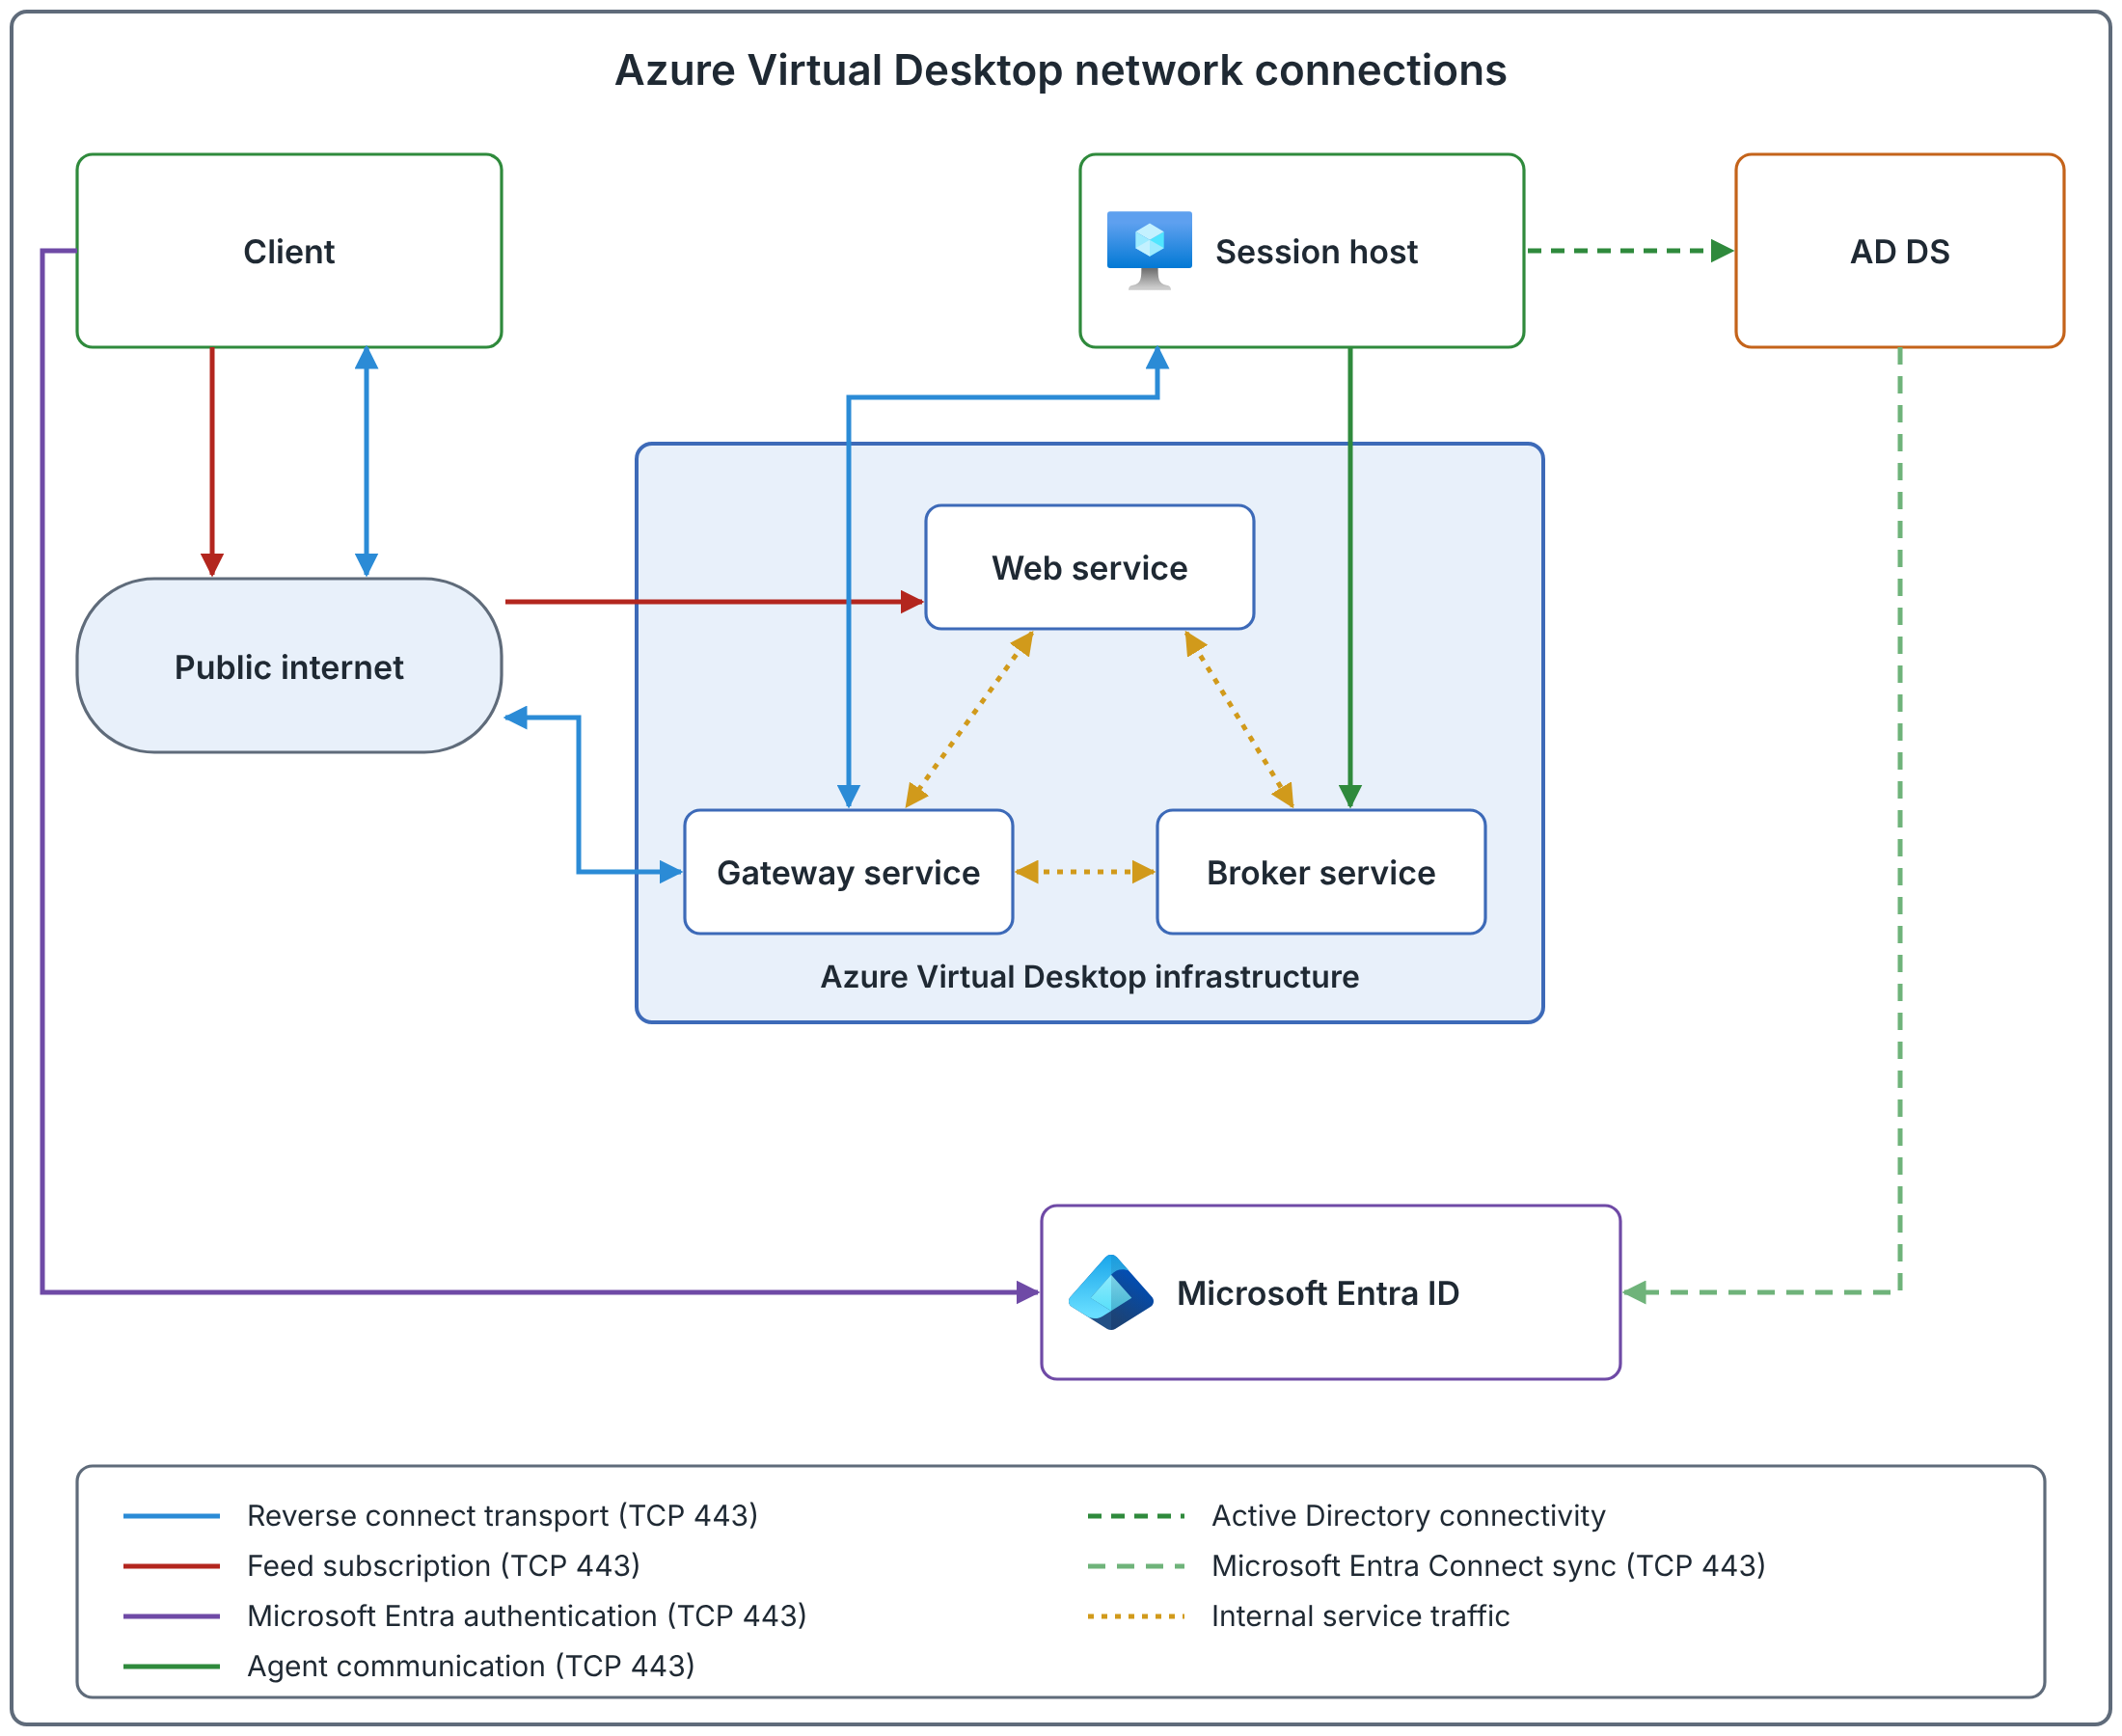 Azure Virtual Desktop network connections
Client
Session host
AD DS
Web service
Public internet
Gateway service
Broker service
Azure Virtual Desktop infrastructure
Microsoft Entra ID
Reverse connect transport (TCP 443)
Feed subscription (TCP 443)
Microsoft Entra authentication (TCP 443)
Agent communication (TCP 443)
Active Directory connectivity
Microsoft Entra Connect sync (TCP 443)
Internal service traffic